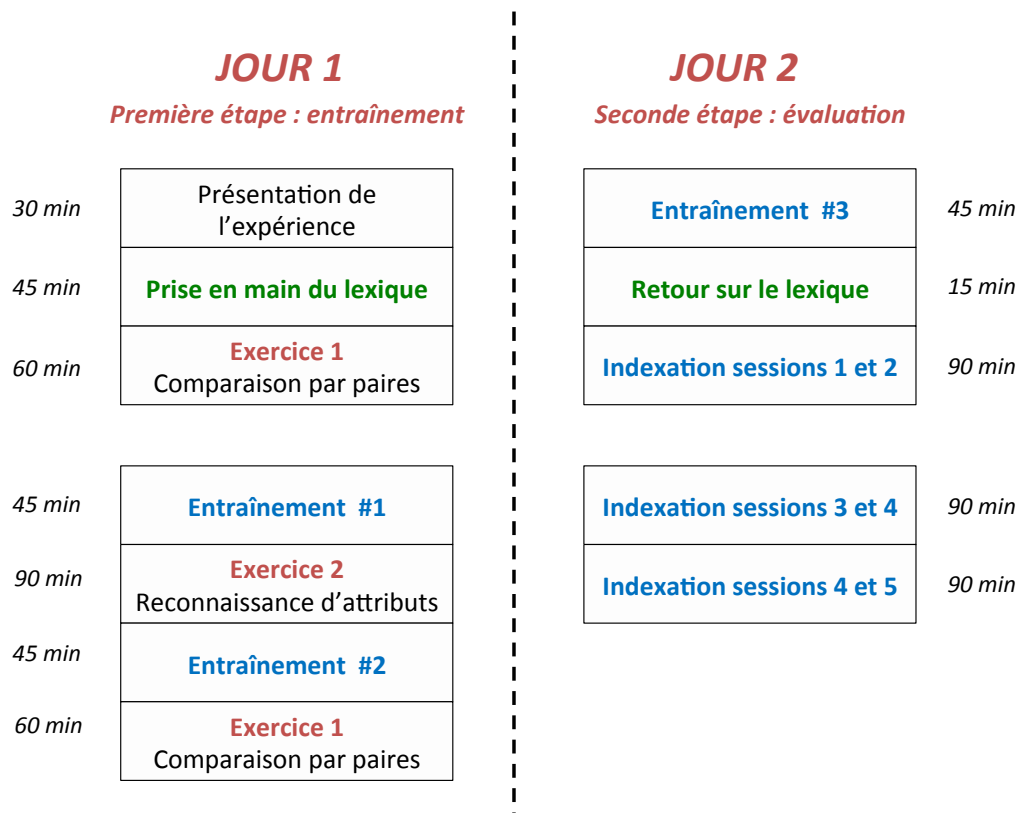 JOUR 1
Première étape : entraînement
30 min
Présentation de
l’expérience
45 min
Prise en main du lexique
60 min
Exercice 1
Comparaison par paires
45 min
Entraînement #1
90 min
Exercice 2
Reconnaissance d’attributs
45 min
Entraînement #2
60 min
Exercice 1
Comparaison par paires
JOUR 2
Seconde étape : évaluation
Entraînement #3
45 min
Retour sur le lexique
15 min
Indexation sessions 1 et 2
90 min
Indexation sessions 3 et 4
90 min
Indexation sessions 4 et 5
90 min